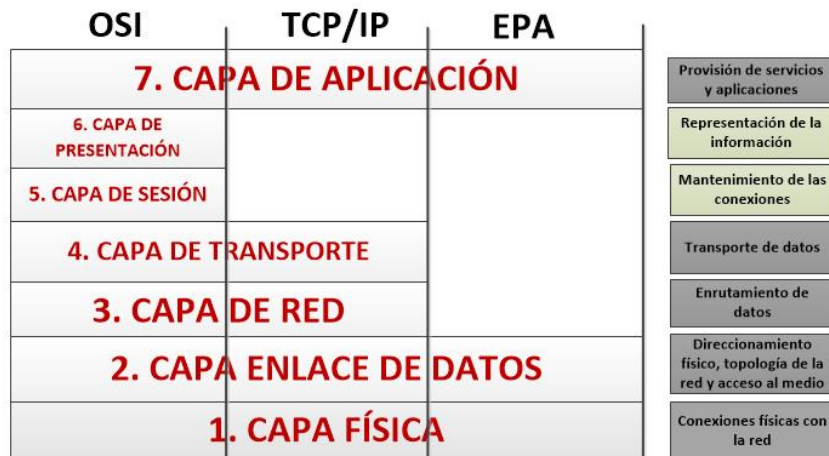 OSI TCP/IP EPA
7. CAPA DE APLICACIÓN
Provisión de servicios
y aplicaciones
6. CAPA DE
PRESENTACIÓN
Representación de la
información
5. CAPA DE SESIÓN
Mantenimiento de las
conexiones
4. CAPA DE TRANSPORTE
Transporte de datos
3. CAPA DE RED
Enrutamiento de
datos
2. CAPA ENLACE DE DATOS
Direccionamiento
físico, topología de la
red y acceso al medio
1. CAPA FÍSICA
Conexiones físicas con
la red